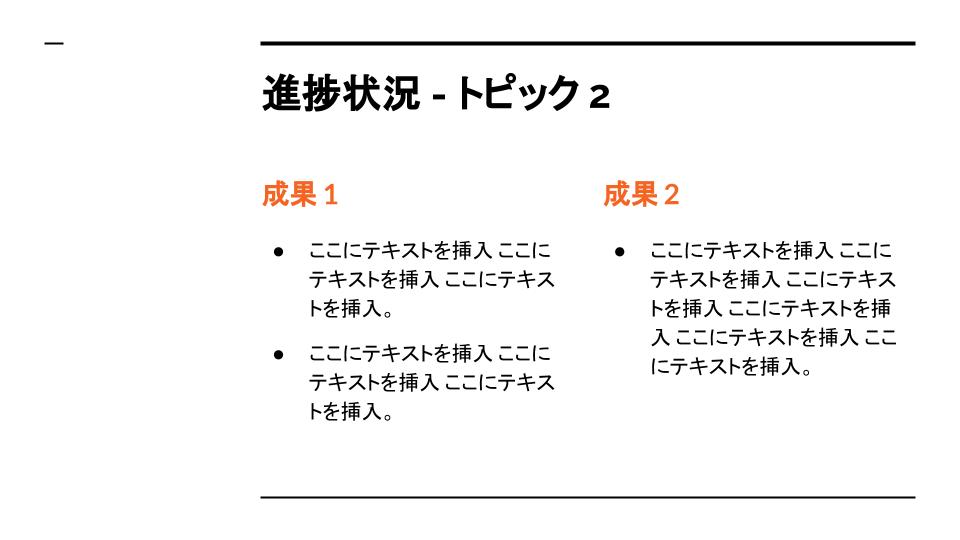 進捗状況 - トピック 2
成果 1
● ここにテキストを挿入 ここに
テキストを挿入 ここにテキス
トを挿入。
● ここにテキストを挿入 ここに
テキストを挿入 ここにテキス
トを挿入。
成果 2
● ここにテキストを挿入 ここに
テキストを挿入 ここにテキス
トを挿入 ここにテキストを挿
入 ここにテキストを挿入 ここ
にテキストを挿入。